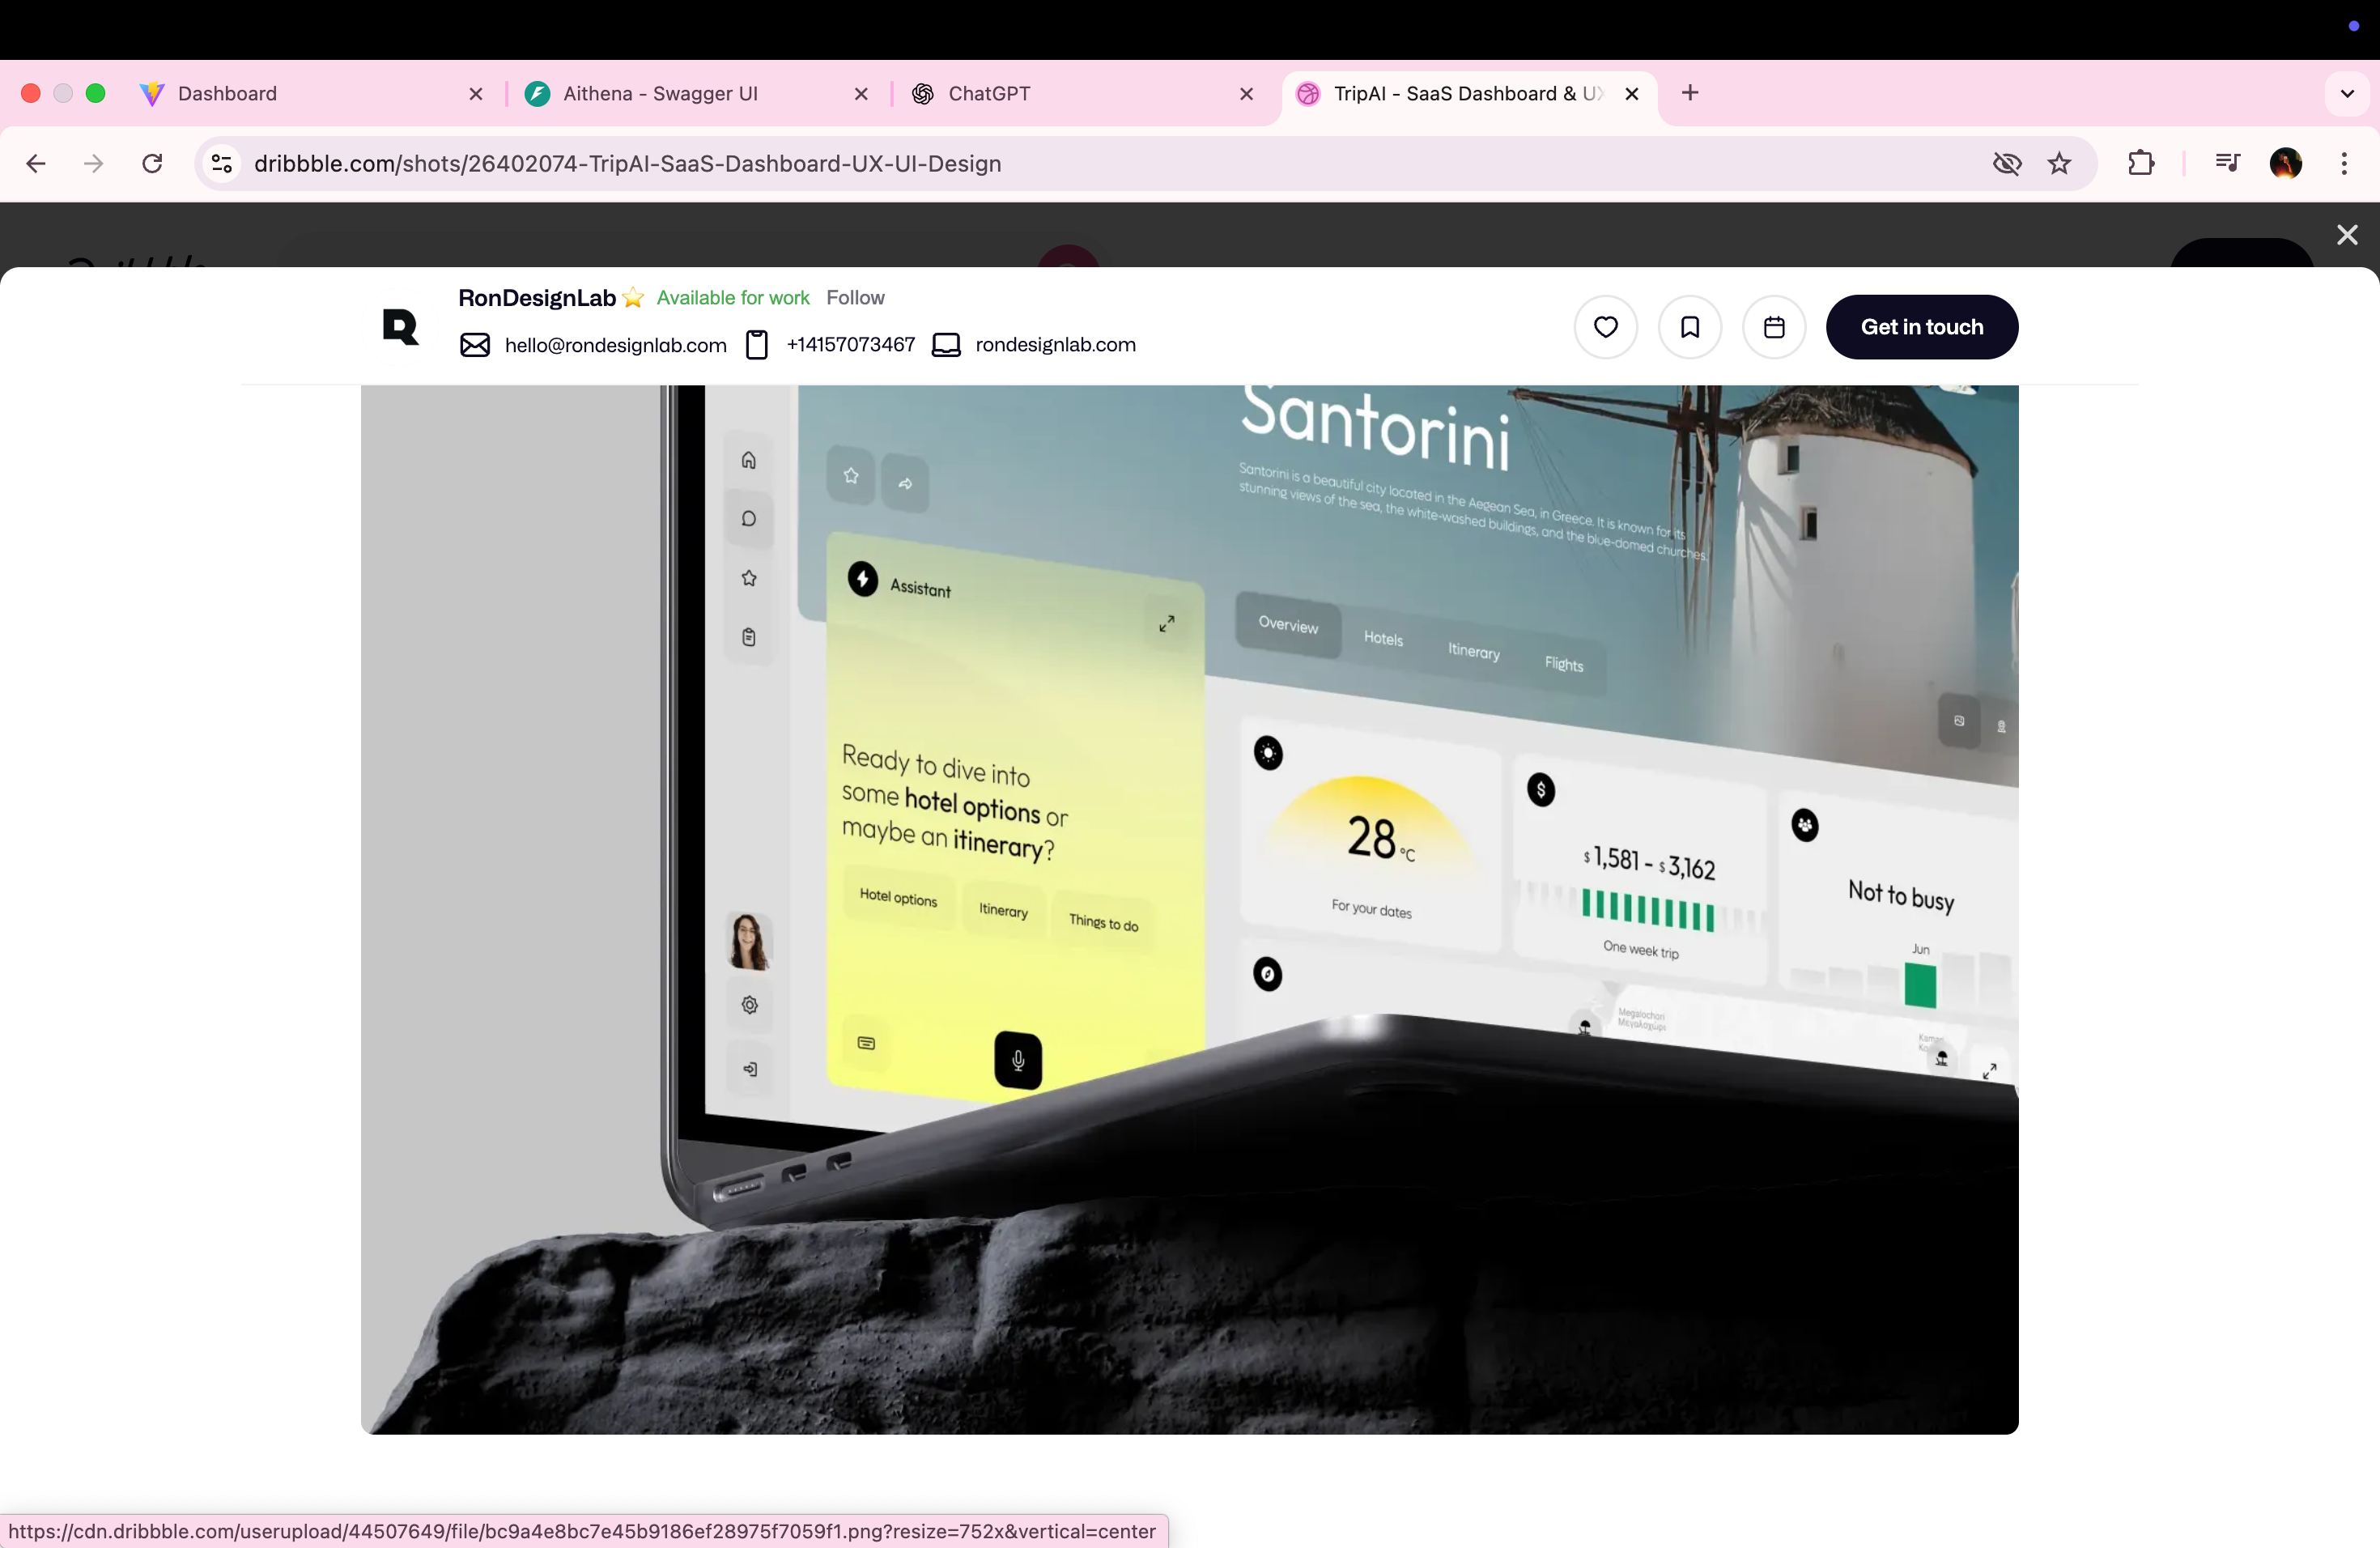 Dashboard
Aithena - Swagger UI
ChatGPT
TripAI - SaaS Dashboard & UX
dribbble.com/shots/26402074-TripAI-SaaS-Dashboard-UX-UI-Design
RonDesignLab ⭐ Available for work Follow
hello@rondesignlab.com +14157073467 rondesignlab.com
Get in touch
Santorini
Santorini is a beautiful city located in the Aegean Sea, in Greece. It is known for its
stunning views of the sea, the white-washed buildings, and the blue-domed churches.
Assistant
Overview
Hotels
Itinerary
Flights
Ready to dive into
some hotel options or
maybe an itinerary?
Hotel options
Itinerary
Things to do
28 °C
For your dates
$ 1,581 - $ 3,162
One week trip
Not to busy
Jun
Megalochori
Μεγαλοχώρι
https://cdn.dribbble.com/userupload/44507649/file/bc9a4e8bc7e45b9186ef28975f7059f1.png?resize=752x&vertical=center